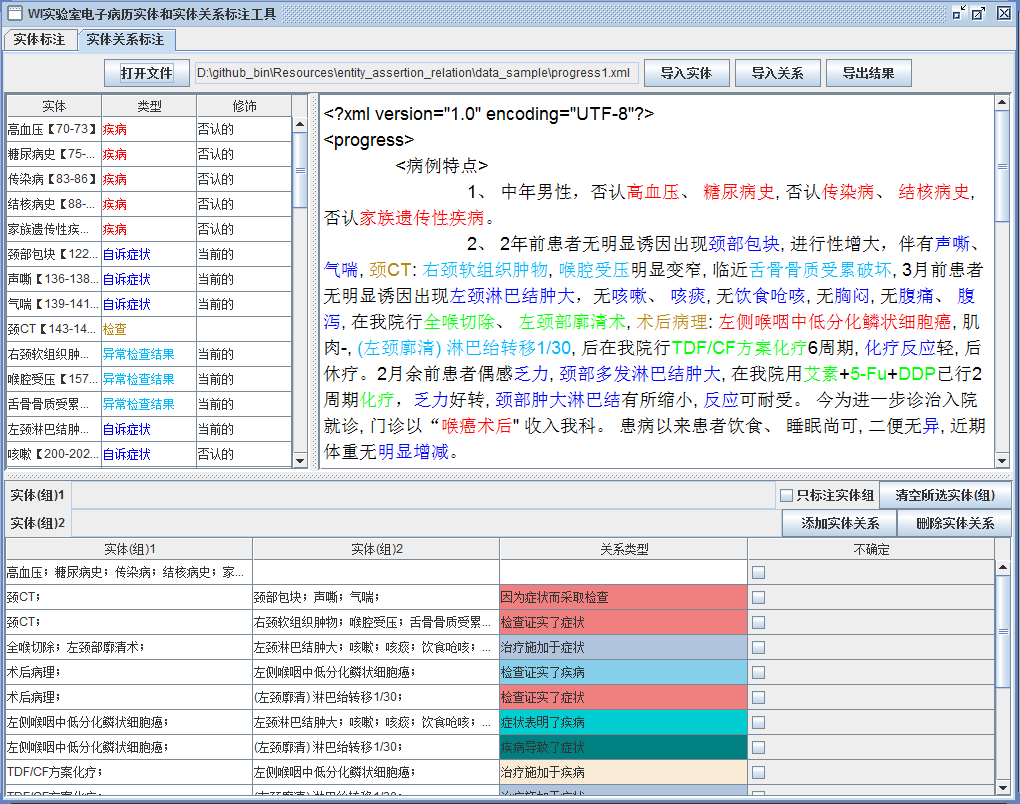 WI实验室电子病历实体和实体关系标注工具
实体标注 实体关系标注
打开文件 D:\github_bin\Resources\entity_assertion_relation\data_sample\progress1.xml 导入实体 导入关系 导出结果
实体 类型 修饰
高血压【70-73】 疾病 否认的
糖尿病史【75-... 疾病 否认的
传染病【83-86】 疾病 否认的
结核病史【88-... 疾病 否认的
家族遗传性疾... 疾病 否认的
颈部包块【122... 自诉症状 当前的
声嘶【136-138... 自诉症状 当前的
气喘【139-141... 自诉症状 当前的
颈CT【143-14... 检查
右颈软组织肿... 异常检查结果 当前的
喉腔受压【157... 异常检查结果 当前的
舌骨骨质受累... 异常检查结果 当前的
左颈淋巴结肿... 自诉症状 当前的
咳嗽【200-202... 自诉症状 否认的
<?xml version="1.0" encoding="UTF-8"?>
<progress>
<病例特点>
1、 中年男性，否认高血压、 糖尿病史, 否认传染病、 结核病史,
否认家族遗传性疾病。
2、 2年前患者无明显诱因出现颈部包块, 进行性增大，伴有声嘶、
气喘, 颈CT: 右颈软组织肿物, 喉腔受压明显变窄, 临近舌骨骨质受累破坏, 3月前患者
无明显诱因出现左颈淋巴结肿大，无咳嗽、 咳痰, 无饮食呛咳, 无胸闷, 无腹痛、 腹
泻, 在我院行全喉切除、 左颈部廓清术, 术后病理: 左侧喉咽中低分化鳞状细胞癌, 肌
肉-, (左颈廓清) 淋巴结转移1/30, 后在我院行TDF/CF方案化疗6周期, 化疗反应轻, 后
休疗。2月余前患者偶感乏力, 颈部多发淋巴结肿大, 在我院用艾素+5-Fu+DDP已行2
周期化疗，乏力好转, 颈部肿大淋巴结有所缩小, 反应可耐受。 今为进一步诊治入院
就诊, 门诊以“喉癌术后" 收入我科。 患病以来患者饮食、 睡眠尚可, 二便无异, 近期
体重无明显增减。
实体(组)1 只标注实体组 清空所选实体(组)
实体(组)2 添加实体关系 删除实体关系
实体(组)1 实体(组)2 关系类型 不确定
高血压；糖尿病史；传染病；结核病史；家...
颈CT； 颈部包块；声嘶；气喘； 因为症状而采取检查
颈CT； 右颈软组织肿物；喉腔受压；舌骨骨质受累... 检查证实了症状
全喉切除；左颈部廓清术； 左颈淋巴结肿大；咳嗽；咳痰；饮食呛咳；... 治疗施加于症状
术后病理； 左侧喉咽中低分化鳞状细胞癌； 检查证实了疾病
术后病理； (左颈廓清) 淋巴结转移1/30； 检查证实了症状
左侧喉咽中低分化鳞状细胞癌； 左颈淋巴结肿大；咳嗽；咳痰；饮食呛咳；... 症状表明了疾病
左侧喉咽中低分化鳞状细胞癌； (左颈廓清) 淋巴结转移1/30； 疾病导致了症状
TDF/CF方案化疗； 左侧喉咽中低分化鳞状细胞癌； 治疗施加于疾病
TDF/CF方案化疗； (左颈廓清) 淋巴结转移1/30； 治疗施加于症状